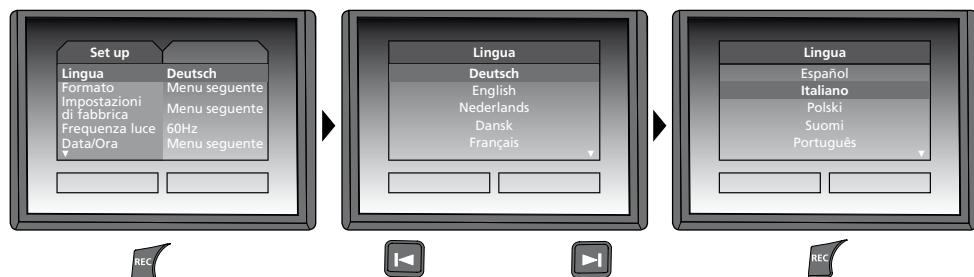 Set up
Lingua Deutsch
Formato Menu seguente
Impostazioni
di fabbrica Menu seguente
Frequenza luce 60Hz
Data/Ora Menu seguente
Lingua
Deutsch
English
Nederlands
Dansk
Français
Lingua
Español
Italiano
Polski
Suomi
Português
REC
REC